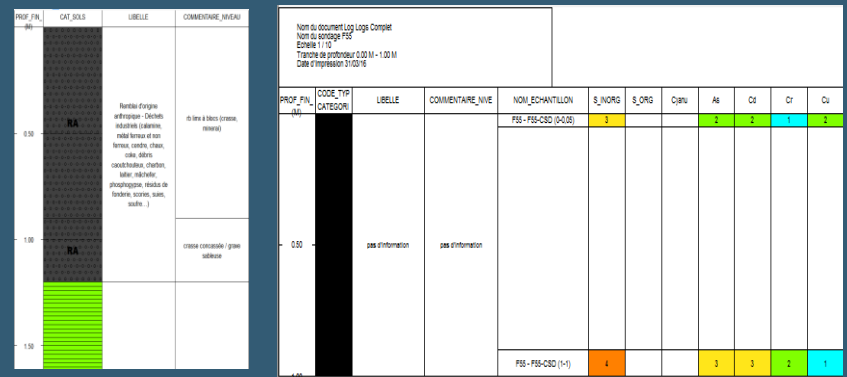 PROF_FIN_ CAT_SOLS LIBELLE COMMENTAIRE_NIVEAU
(M)
Remblai d'origine
anthropique - Déchets
industriels (calamine,
métal ferreux et non
ferreux, cendre, chaux,
coke, débris
caoutchouteux, charbon,
laitier, mâchefer,
phosphogypse, résidus de
fonderie, scories, suies,
soufre...)
RA
rb lims à blocs (crasse,
minerai)
0.50
1.00
RA
crasse concassée / grave
sableuse
1.50
Nom du document Log Logis Complet
Nom du sondage F55
Echelle 1 / 10
Tranche de profondeur 0.00 M - 1.00 M
Date d'impression 31/03/16
PROF_FIN_ CODE_TYP LIBELLE COMMENTAIRE_NIVE NOM_ECHANTILLON S_INORG S_ORG Cjanu As Cd Cr Cu
(M) CATEGORI
F55 - F55-CSD (0-0.05) 3 2 2 1 2
0.50 pas d'information pas d'information
F55 - F55-CSD (1-1) 4 3 3 2 1
1.00